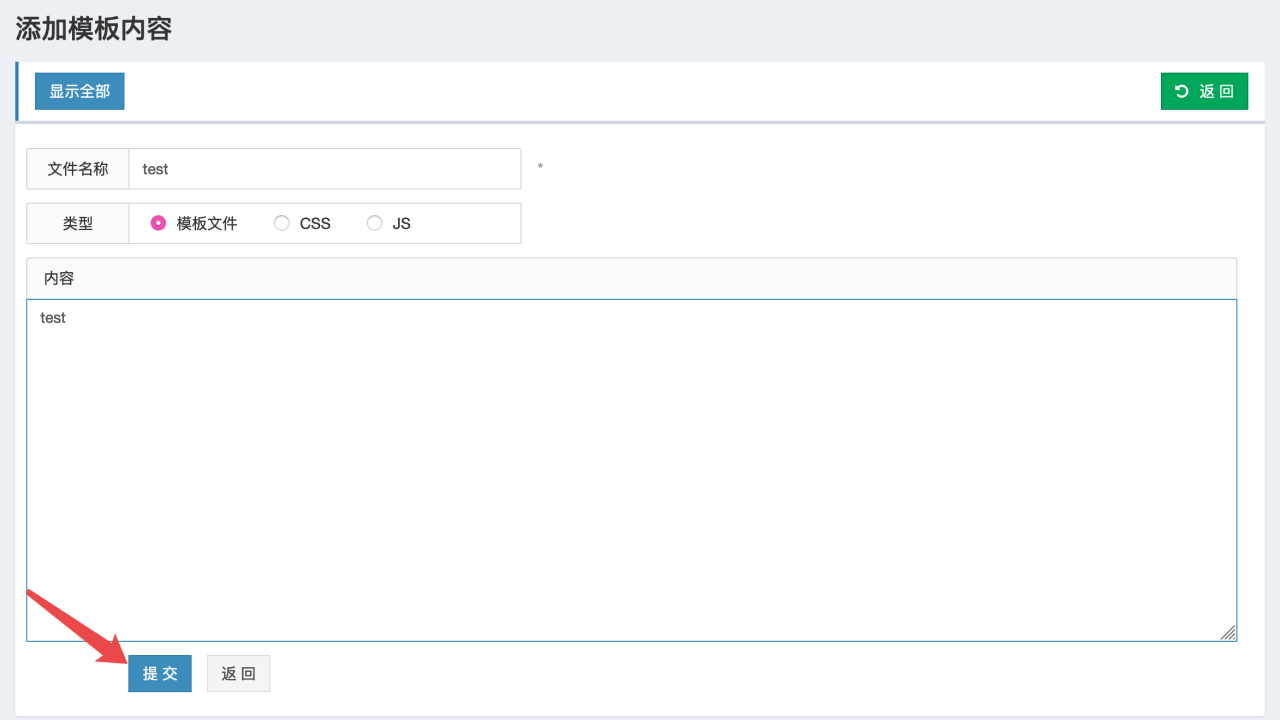 添加模板内容
显示全部
返 回
文件名称 test *
类型 模板文件 CSS JS
内容
test
提 交 返 回